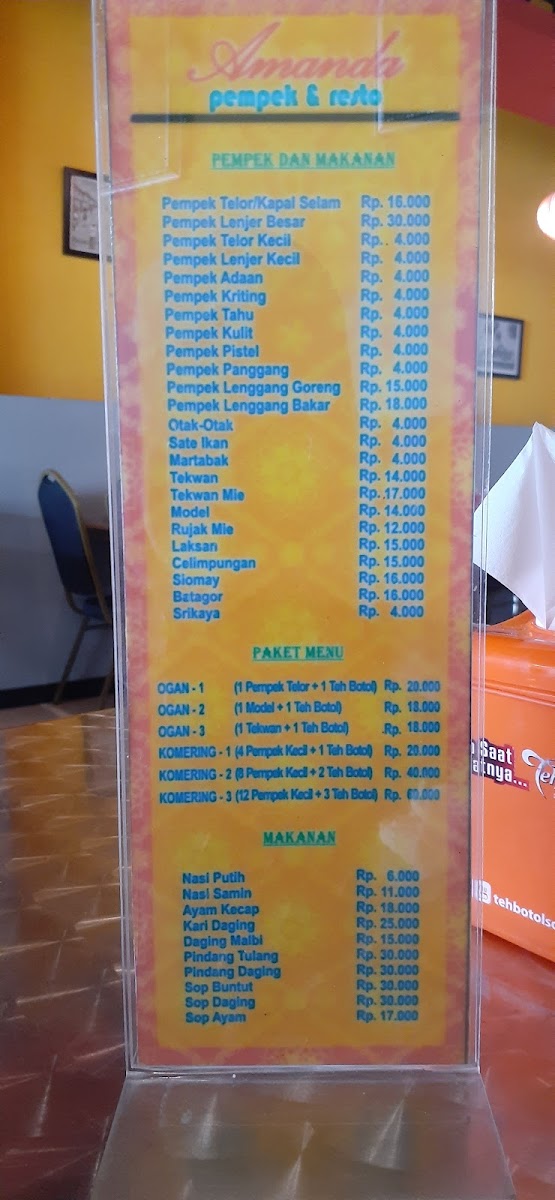 Amanda
pempek & resto
PEMPEK DAN MAKANAN
Pempek Telor/Kapal Selam Rp. 16.000
Pempek Lenjer Besar Rp. 30.000
Pempek Telor Kecil Rp.. 4.000
Pempek Lenjer Kecil Rp. 4.000
Pempek Adaan Rp. 4.000
Pempek Kriting Rp. 4.000
Pempek Tahu Rp. 4.000
Pempek Kulit Rp. 4.000
Pempek Pistel Rp. 4.000
Pempek Panggang Rp. 4.000
Pempek Lenggang Goreng Rp. 15.000
Pempek Lenggang Bakar Rp. 18.000
Otak-Otak Rp. 4.000
Sate Ikan Rp. 4.000
Martabak Rp. 4.000
Tekwan Rp. 14.000
Tekwan Mie Rp..17.000
Model Rp. 14.000
Rujak Mie Rp. 12.000
Laksan Rp. 15.000
Celimpungan Rp. 15.000
Siomay Rp. 16.000
Batagor Rp. 16.000
Srikaya Rp. 4.000
PAKET MENU
OGAN - 1 (1 Pempek Telor + 1 Teh Botol) Rp. 20.000
OGAN - 2 (1 Model + 1 Teh Botol) Rp. 18.000
OGAN - 3 (1 Tekwan + 1 Teh Botol) .Rp. 18.000
KOMERING - 1 (4 Pempek Kecil + 1 Teh Botol) Rp. 20.000
KOMERING - 2 (8 Pempek Kecil + 2 Teh Botol) Rp. 40.000
KOMERING - 3 (12 Pempek Kecil + 3 Teh Botol) Rp. 60.000
MAKANAN
Nasi Putih Rp. 6.000
Nasi Samin Rp. 11.000
Ayam Kecap Rp. 18.000
Kari Daging Rp. 25.000
Daging Malbi Rp. 15.000
Pindang Tulang Rp. 30.000
Pindang Daging Rp. 30.000
Sop Buntut Rp. 30.000
Sop Daging Rp. 30.000
Sop Ayam Rp. 17.000
Saat
atnya...
Teh
tehbotolso